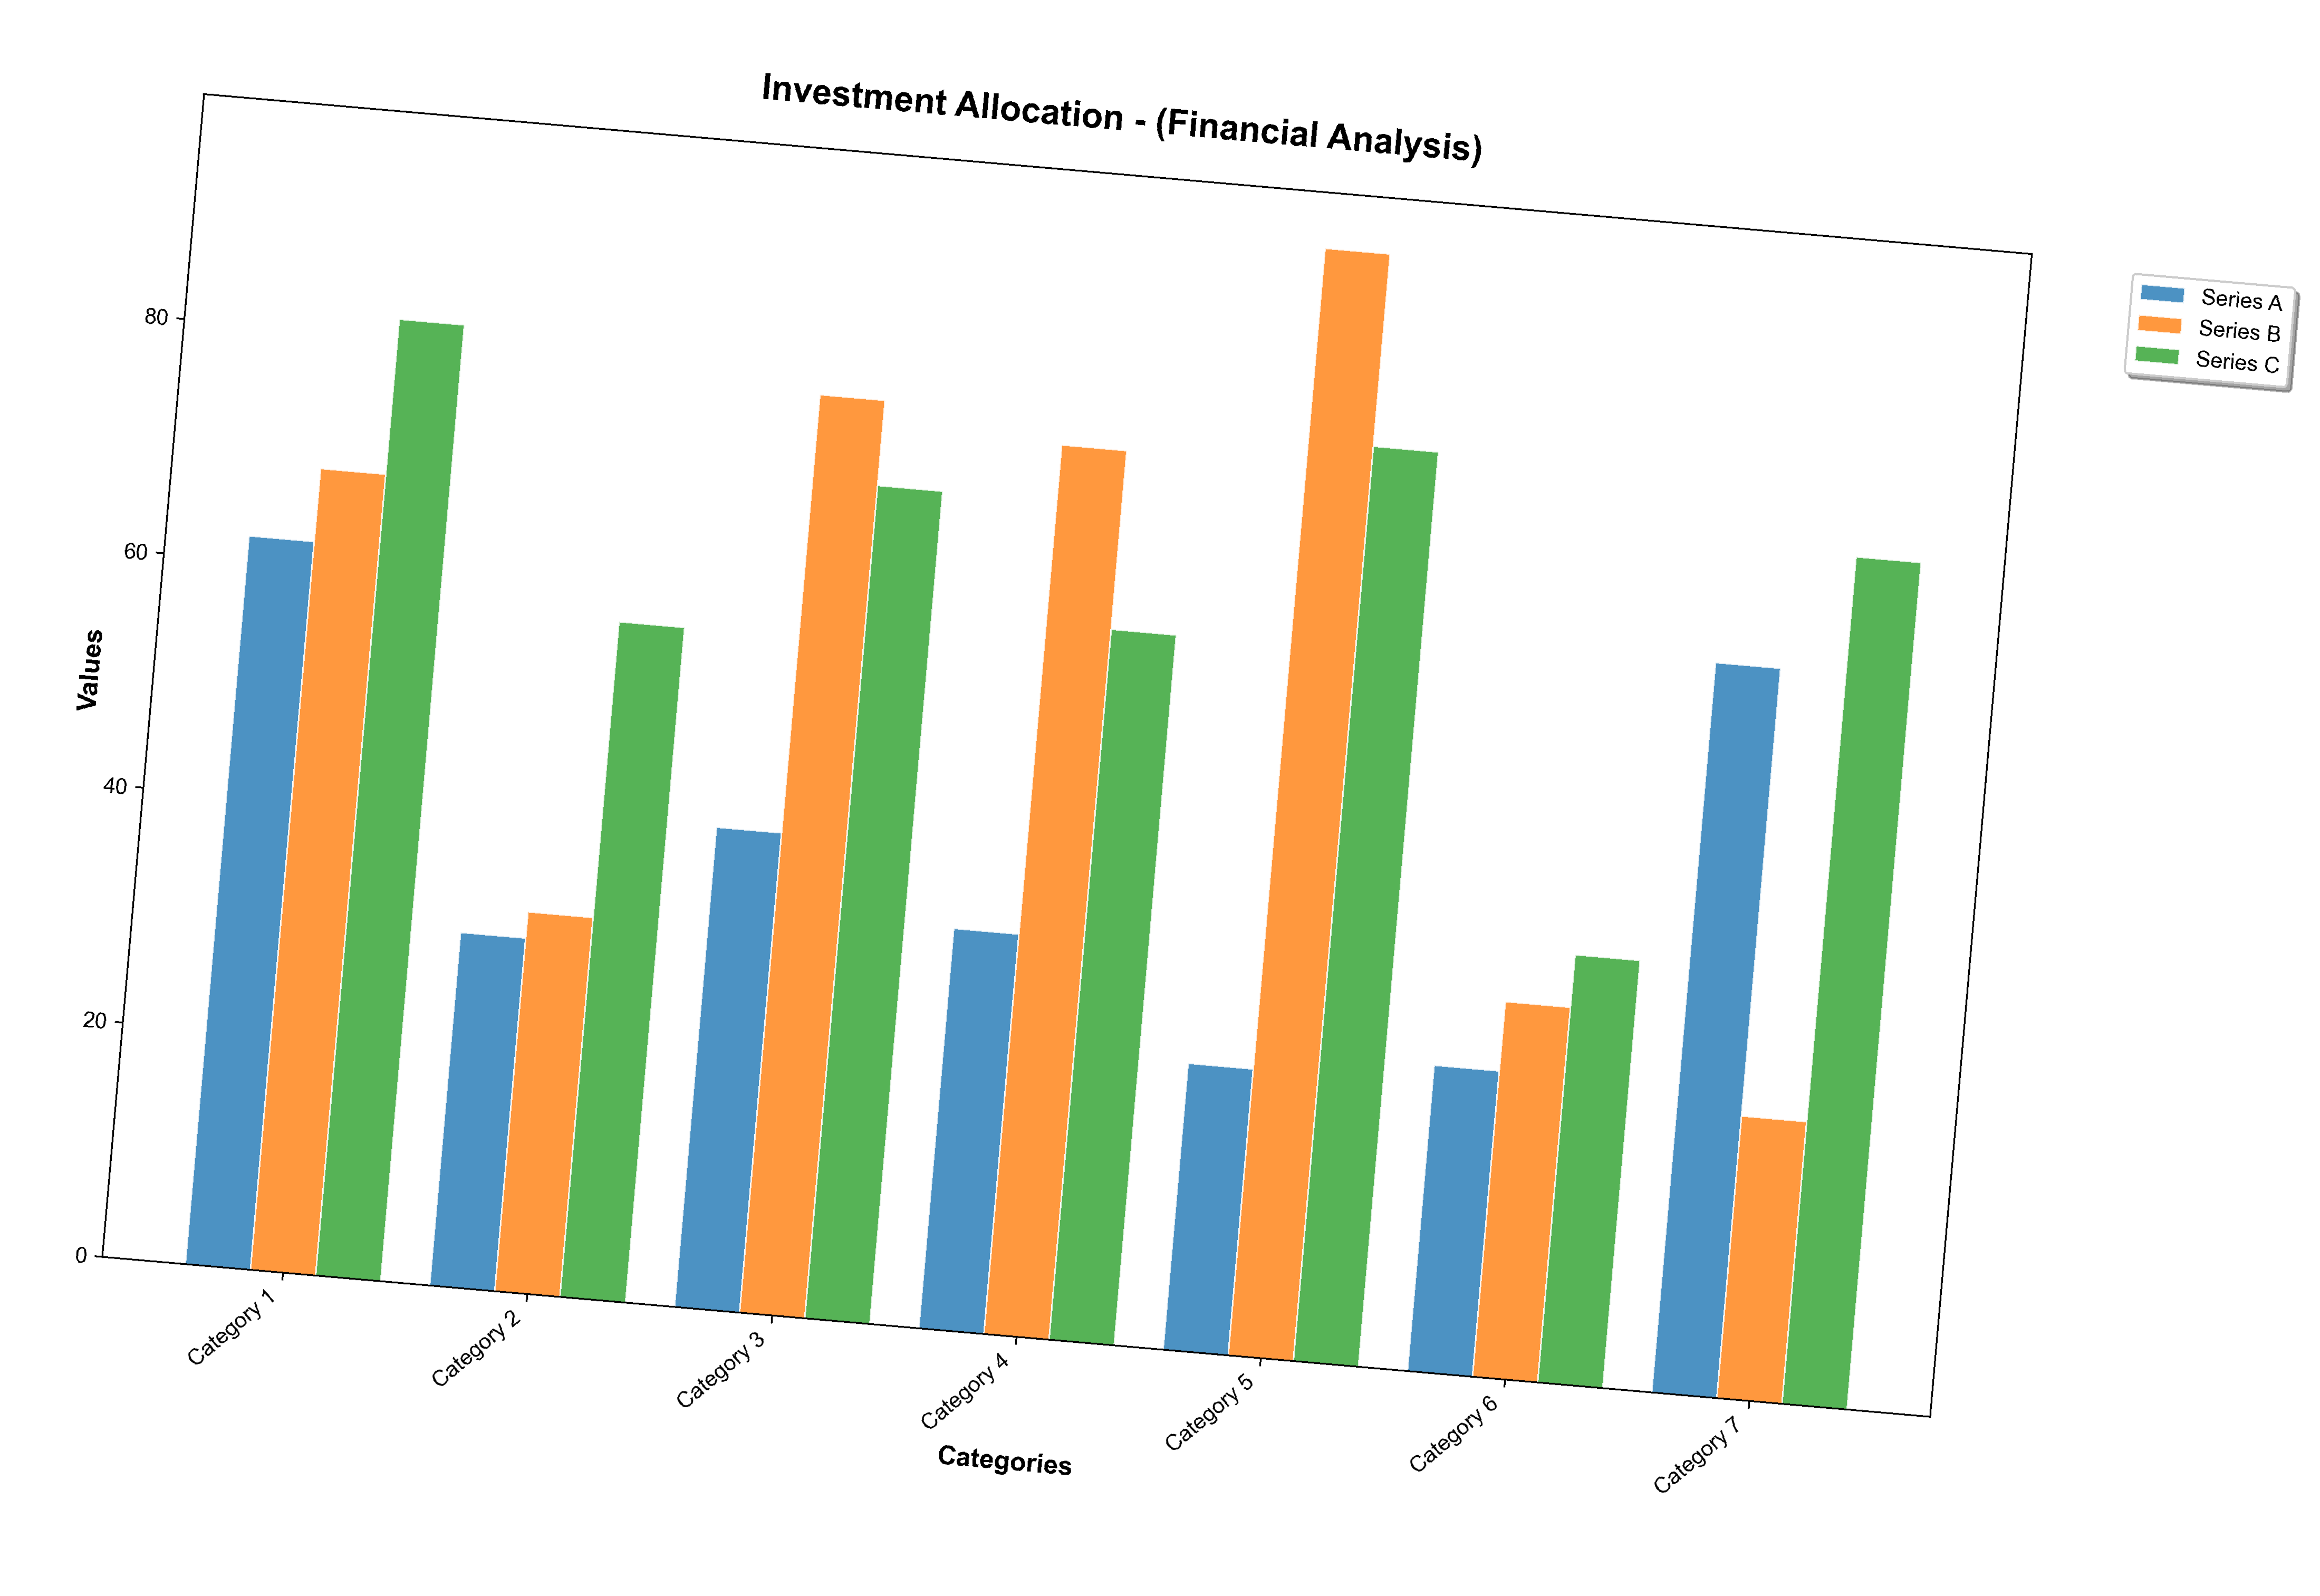 Investment Allocation - (Financial Analysis)
Series A
Series B
Series C
Values
80
60
40
20
0
Category 1
Category 2
Category 3
Category 4
Category 5
Category 6
Category 7
Categories